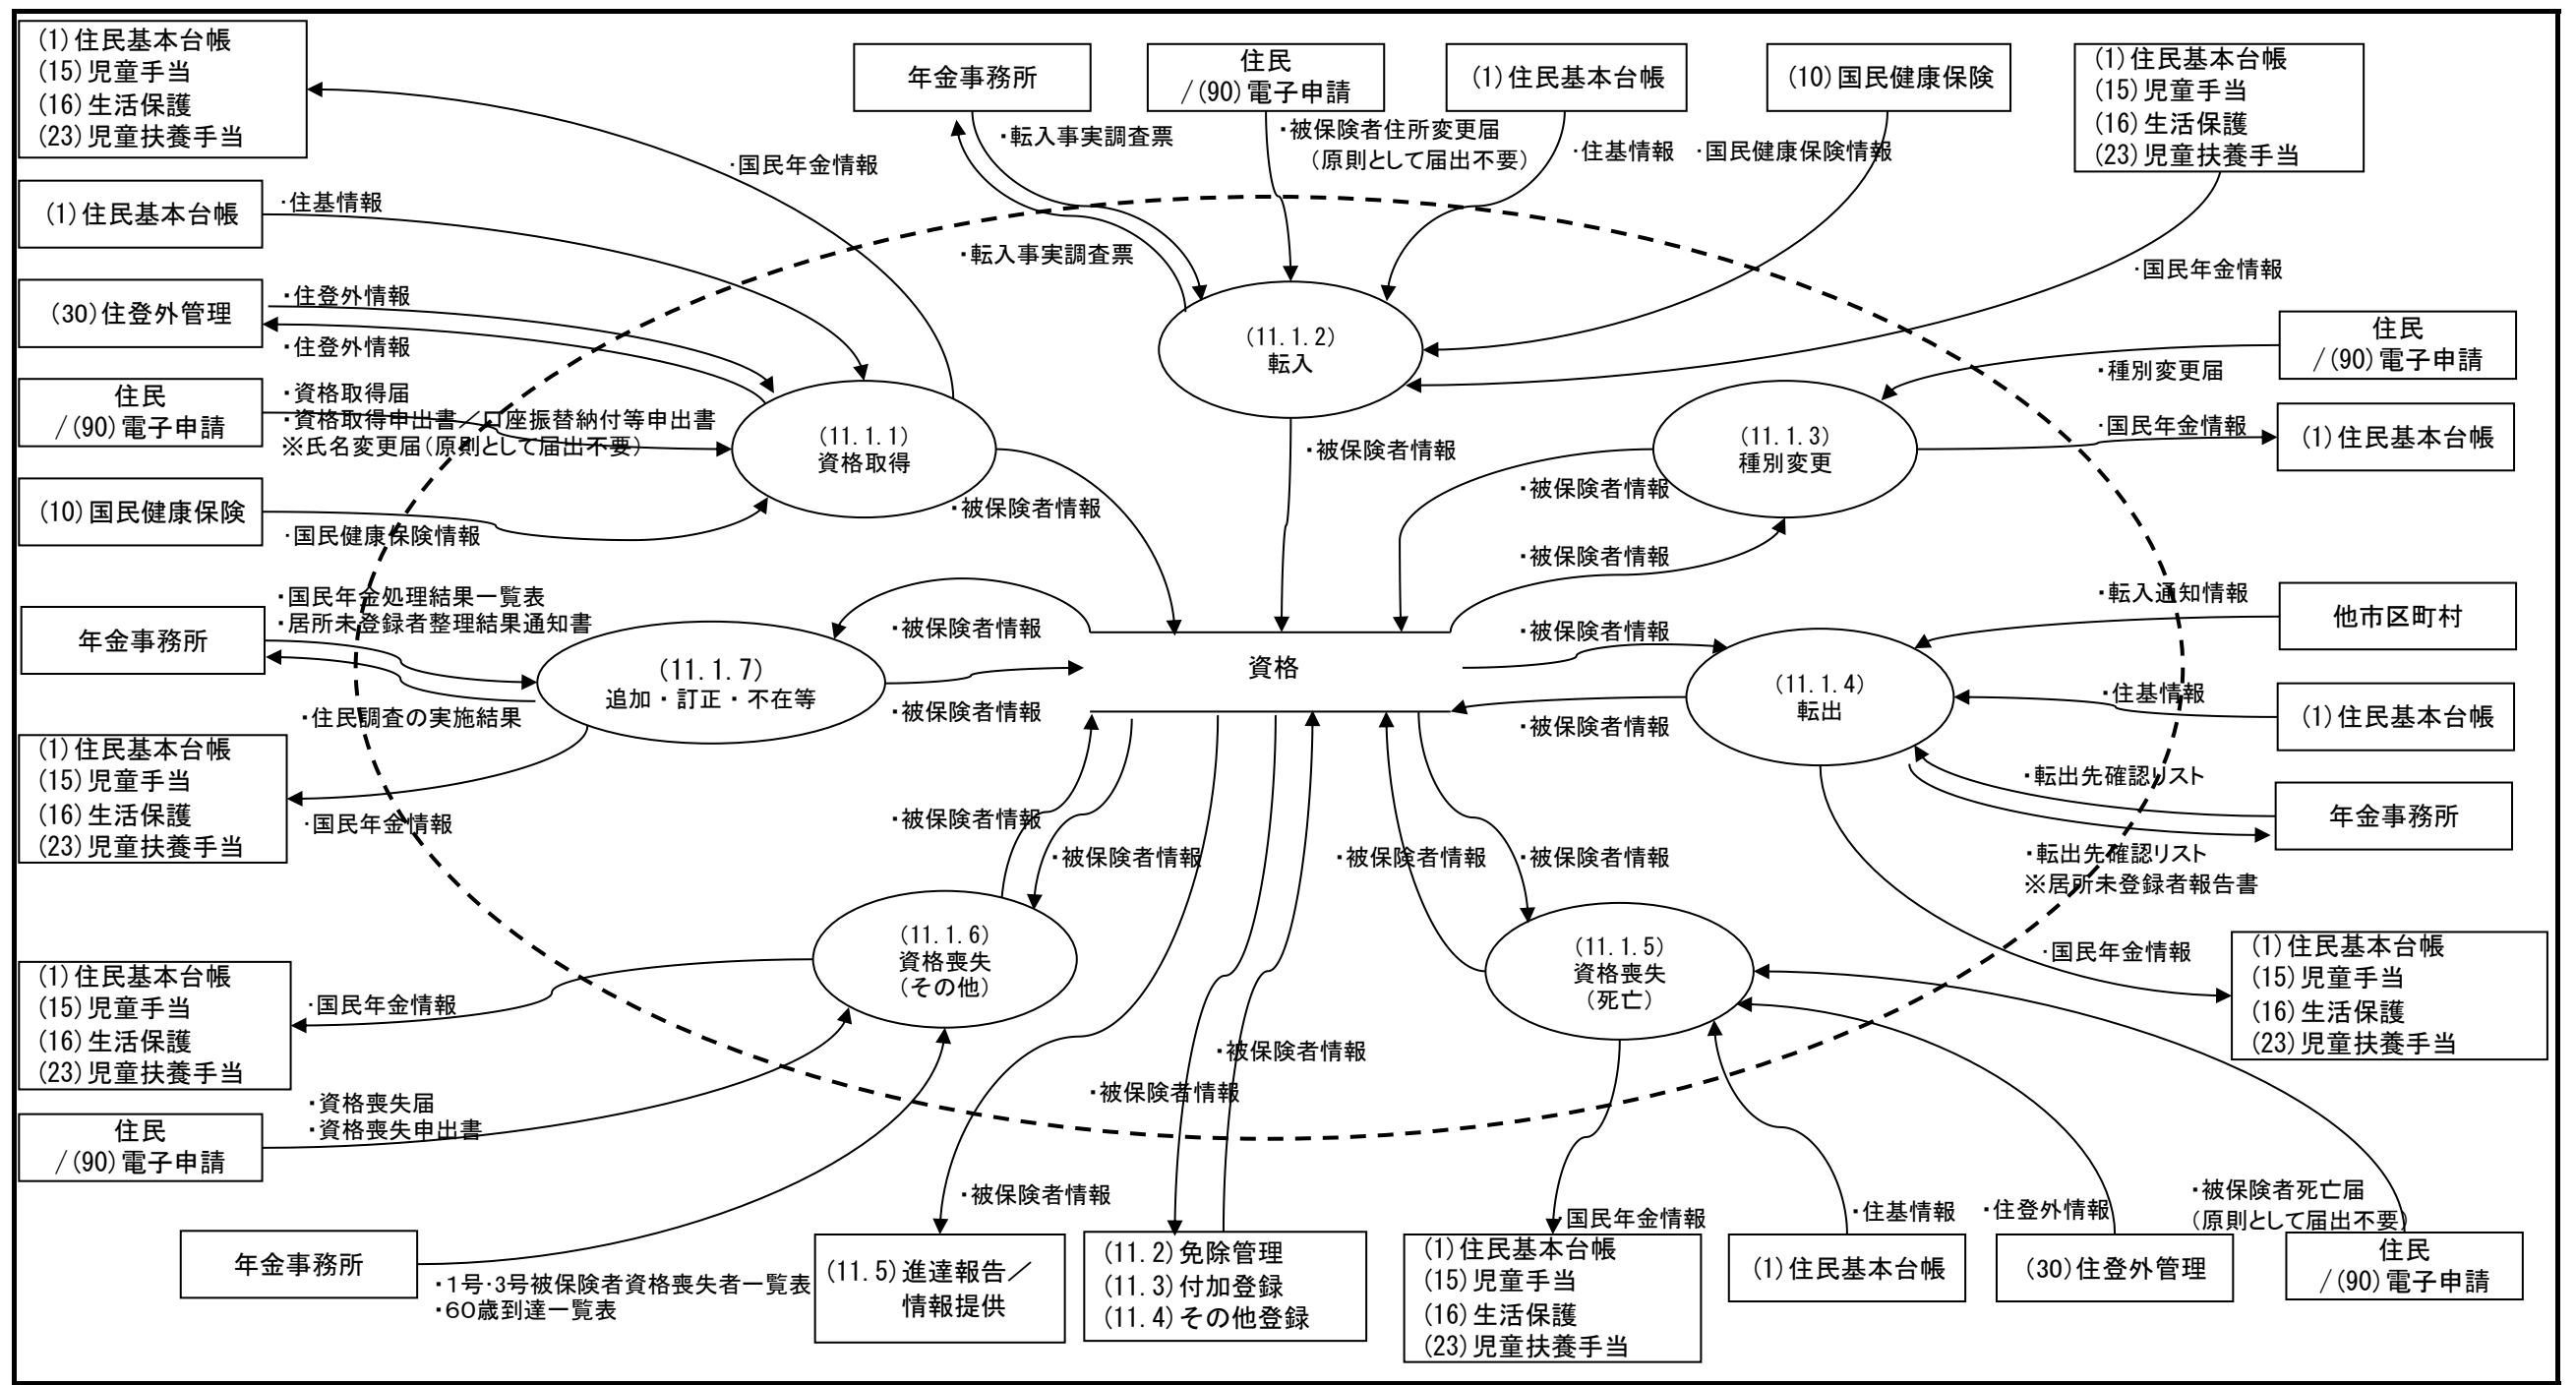 (1)住民基本台帳
(15)児童手当
(16)生活保護
(23)児童扶養手当
年金事務所
住民
/(90)電子申請
(1)住民基本台帳
(10)国民健康保険
(1)住民基本台帳
(15)児童手当
(16)生活保護
(23)児童扶養手当
・国民年金情報
・転入事実調査票
・被保険者住所変更届
（原則として届出不要）
・住基情報
・国民健康保険情報
(1)住民基本台帳
・住基情報
・転入事実調査票
・国民年金情報
(30)住登外管理
・住登外情報
・住登外情報
(11.1.2)
転入
住民
/(90)電子申請
・種別変更届
住民
/(90)電子申請
・資格取得届
・資格取得申出書／口座振替納付等申出書
※氏名変更届（原則として届出不要）
(11.1.1)
資格取得
・被保険者情報
(11.1.3)
種別変更
・国民年金情報
(1)住民基本台帳
(10)国民健康保険
・国民健康保険情報
・被保険者情報
・被保険者情報
・被保険者情報
年金事務所
・国民年金処理結果一覧表
・居所未登録者整理結果通知書
・住民調査の実施結果
(11.1.7)
追加・訂正・不在等
・被保険者情報
・被保険者情報
資格
・被保険者情報
・被保険者情報
(11.1.4)
転出
・転入通知情報
他市区町村
・住基情報
(1)住民基本台帳
(1)住民基本台帳
(15)児童手当
(16)生活保護
(23)児童扶養手当
・国民年金情報
・転出先確認リスト
年金事務所
・転出先確認リスト
※居所未登録者報告書
・被保険者情報
・被保険者情報
・被保険者情報
・被保険者情報
(11.1.6)
資格喪失
（その他）
(11.1.5)
資格喪失
（死亡）
・国民年金情報
(1)住民基本台帳
(15)児童手当
(16)生活保護
(23)児童扶養手当
(1)住民基本台帳
(15)児童手当
(16)生活保護
(23)児童扶養手当
・国民年金情報
・被保険者情報
・被保険者情報
住民
/(90)電子申請
・資格喪失届
・資格喪失申出書
・被保険者情報
・国民年金情報
・住基情報
・住登外情報
・被保険者死亡届
（原則として届出不要）
年金事務所
・1号・3号被保険者資格喪失者一覧表
・60歳到達一覧表
(11.5)進達報告／
情報提供
(11.2)免除管理
(11.3)付加登録
(11.4)その他登録
(1)住民基本台帳
(15)児童手当
(16)生活保護
(23)児童扶養手当
(1)住民基本台帳
(30)住登外管理
住民
/(90)電子申請